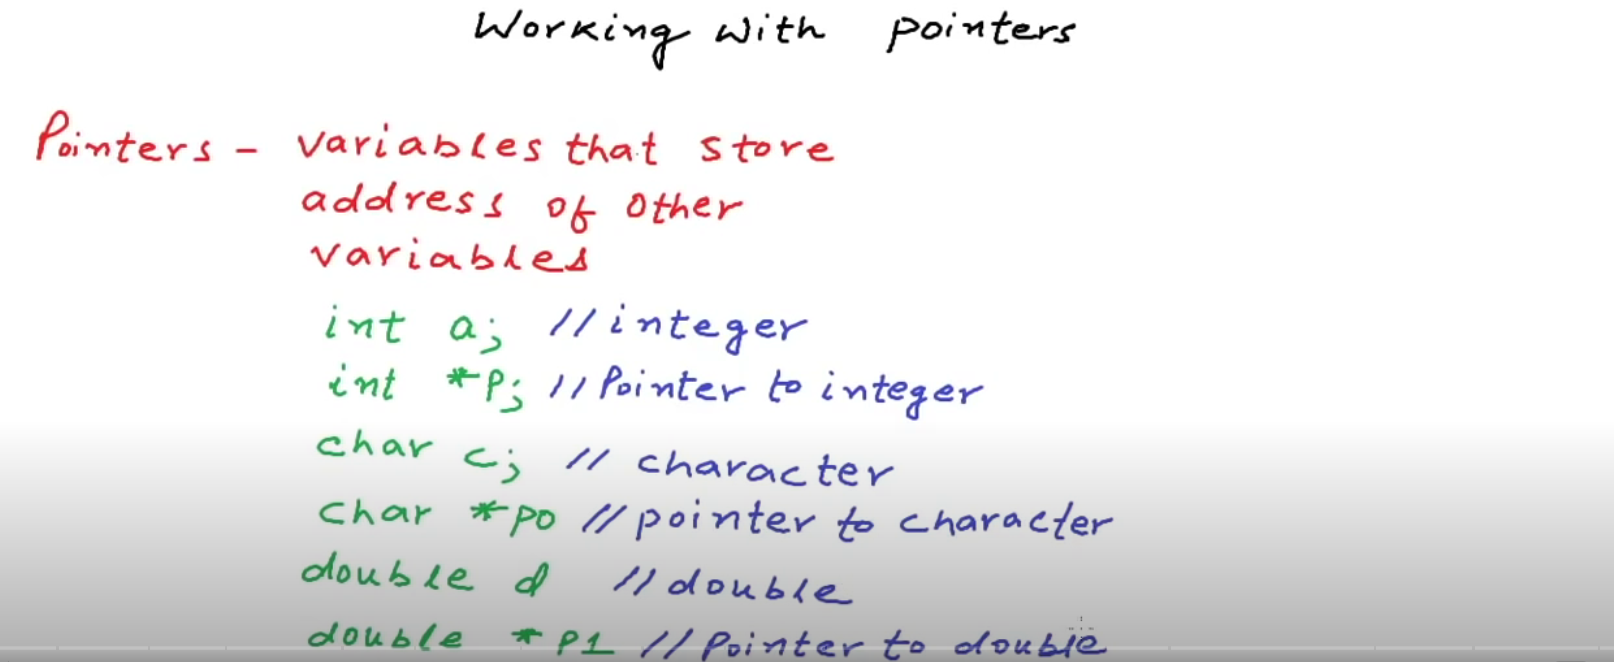 Working with pointers
Pointers - variables that store
address of other
variables
int a; //integer
int *P; //Pointer to integer
char c; // character
char *po //pointer to character
double d //double
double *P1 //Pointer to double